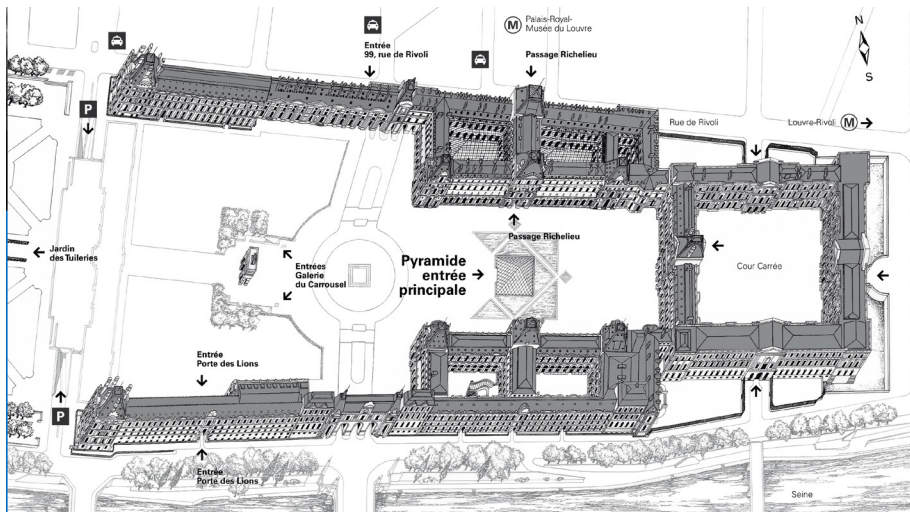 Palais-Royal-
Musée du Louvre
M
N
S
Entrée
99, rue de Rivoli
Passage Richelieu
P
Rue de Rivoli
Louvre-Rivoli
M
Jardin
des Tuileries
Entrées
Galerie
du Carrousel
Passage Richelieu
Pyramide
entrée
principale
Cour Carrée
Entrée
Porte des Lions
P
Entrée
Porte des Lions
Seine